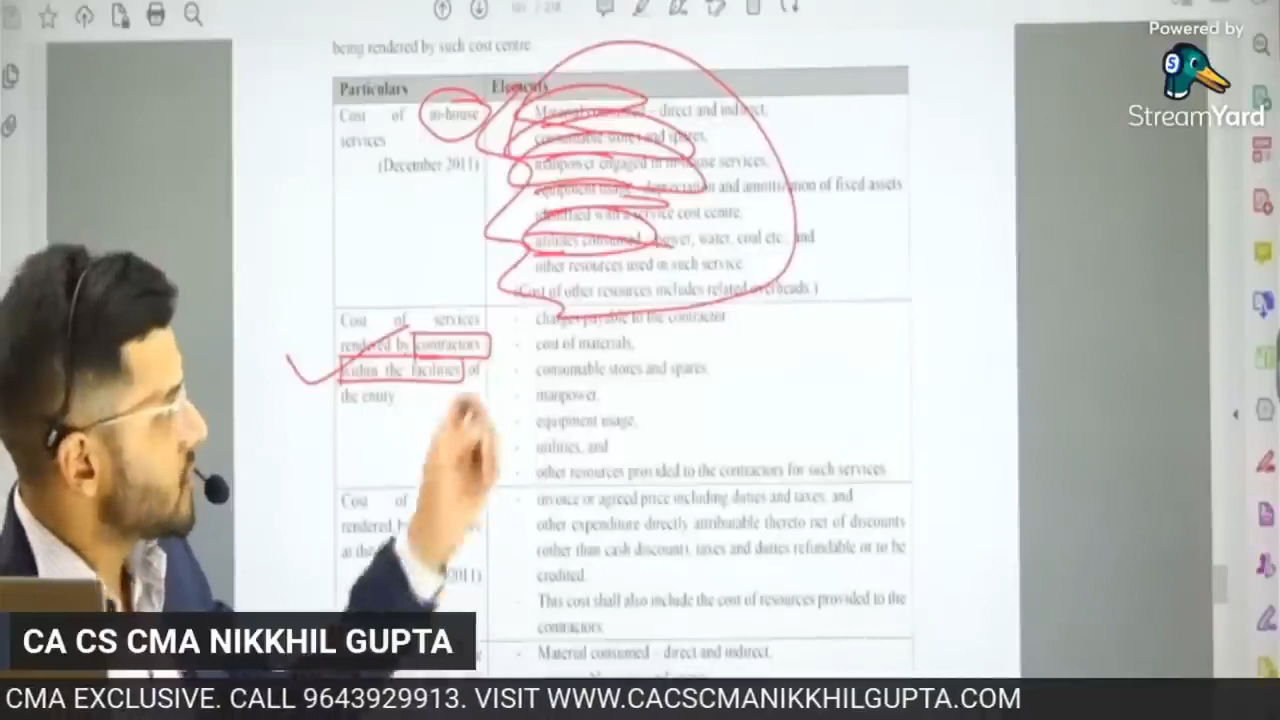 Powered by
StreamYard
being rendered by such cost centre.
Particulars Elements
Cost of in-house services
(December 2011)
Material consumed – direct and indirect,
consumable stores and spares,
manpower engaged in in-house services,
equipment usage - depreciation and amortisation of fixed assets
identified with a service cost centre,
utilities consumed - power, water, coal etc., and
other resources used in such service
(Cost of other resources includes related overheads.)
Cost of services
rendered by contractors
within the facilities of
the entity
- charges payable to the contractor
- cost of materials,
- consumable stores and spares,
- manpower,
- equipment usage,
- utilities, and
- other resources provided to the contractors for such services
Cost of
rendered
at
2011)
- invoice or agreed price including duties and taxes, and
- other expenditure directly attributable thereto net of discounts
(other than cash discount), taxes and duties refundable or to be
credited.
- This cost shall also include the cost of resources provided to the
contractors.
- Material consumed – direct and indirect,
CA CS CMA NIKKHIL GUPTA
CMA EXCLUSIVE. CALL 9643929913. VISIT WWW.CACSCMANIKKHILGUPTA.COM